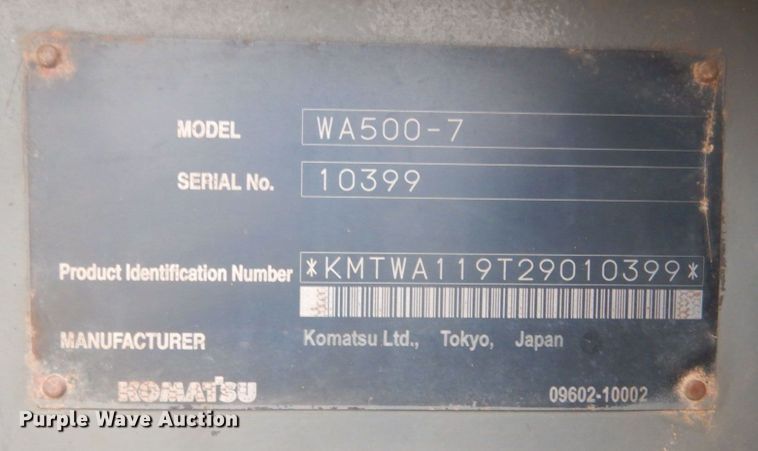 MODEL WA500-7
SERIAL No. 10399
Product Identification Number *KMTWA119T29010399*
MANUFACTURER Komatsu Ltd., Tokyo, Japan
KOMATSU 09602-10002
Purple Wave Auction